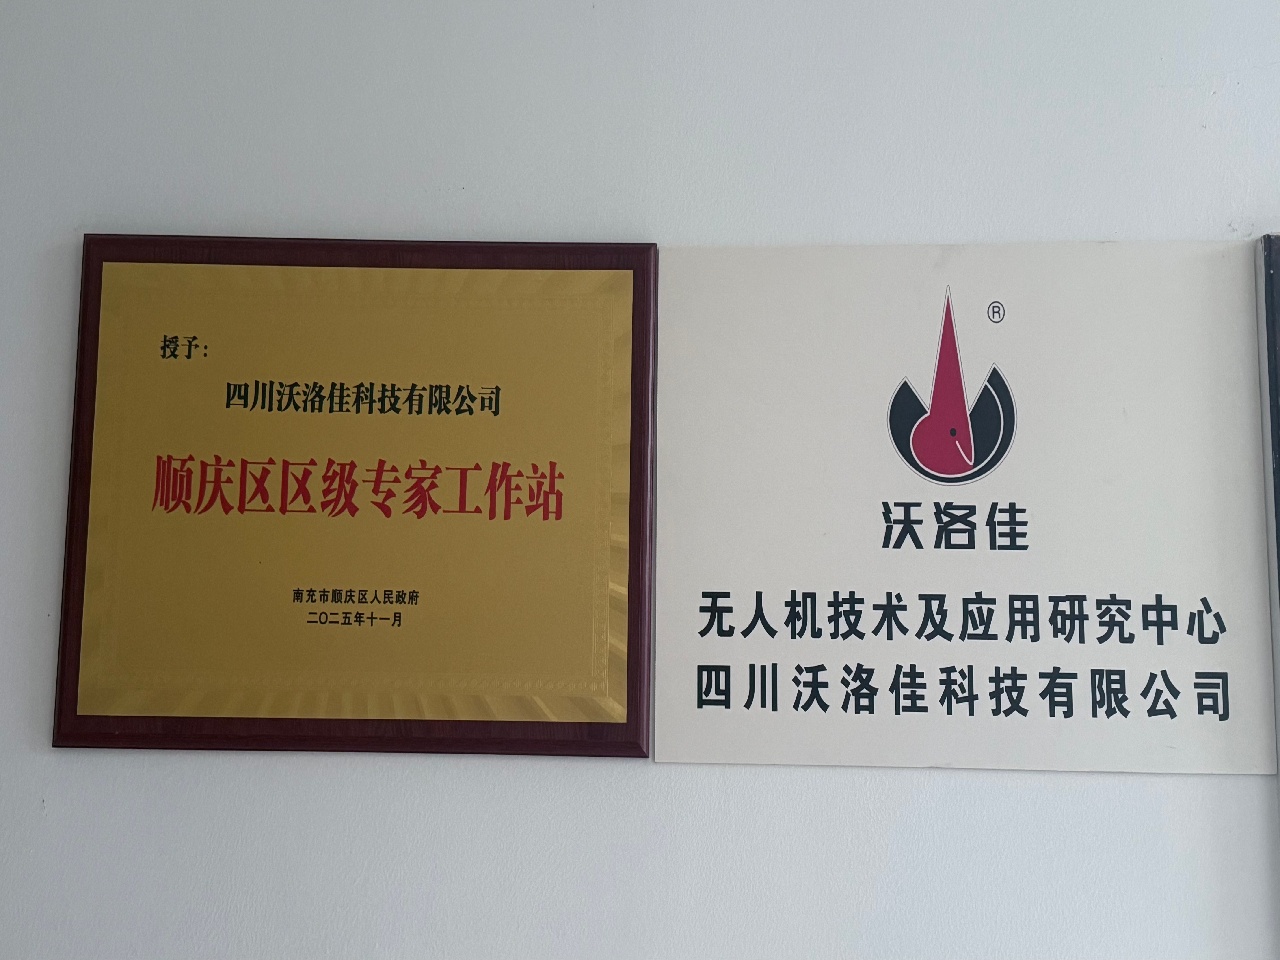 授予：
四川沃洛佳科技有限公司
顺庆区区级专家工作站
南充市顺庆区人民政府
二〇二五年十一月
®
沃洛佳
无人机技术及应用研究中心
四川沃洛佳科技有限公司